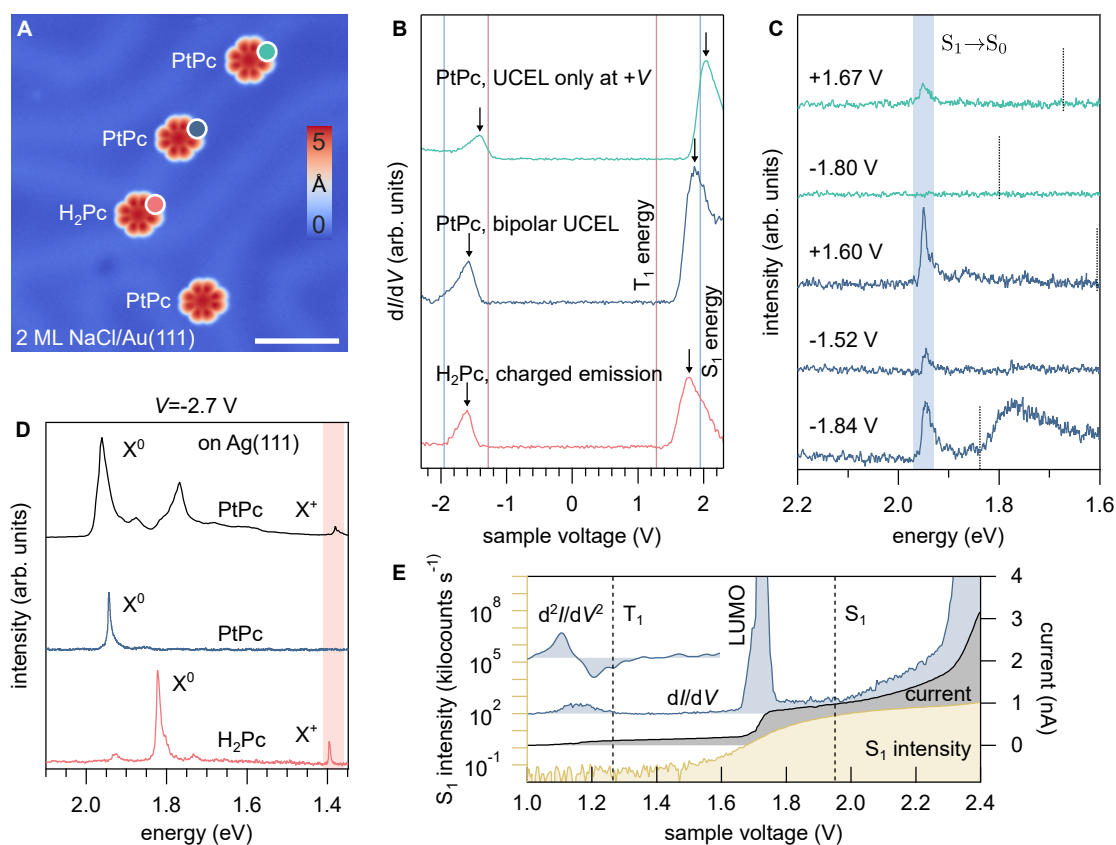 A
PtPc
PtPc
H₂Pc
PtPc
5
Å
0
2 ML NaCl/Au(111)
B
PtPc, UCEL only at +V
PtPc, bipolar UCEL
T₁ energy
S₁ energy
H₂Pc, charged emission
dI/dV (arb. units)
-2 -1 0 1 2
sample voltage (V)
C
S₁→S₀
+1.67 V
-1.80 V
+1.60 V
-1.52 V
-1.84 V
intensity (arb. units)
2.2 2.0 1.8 1.6
energy (eV)
V=-2.7 V
D
on Ag(111)
X⁰
PtPc
X⁺
X⁰
PtPc
X⁰
H₂Pc
X⁺
intensity (arb. units)
2.0 1.8 1.6 1.4
energy (eV)
E
S₁ intensity (kilocounts s⁻¹)
10⁸
10⁵
10²
10⁻¹
d²I/dV²
T₁
LUMO
S₁
dI/dV
current
S₁ intensity
4
3
2
1
0
current (nA)
1.0 1.2 1.4 1.6 1.8 2.0 2.2 2.4
sample voltage (V)